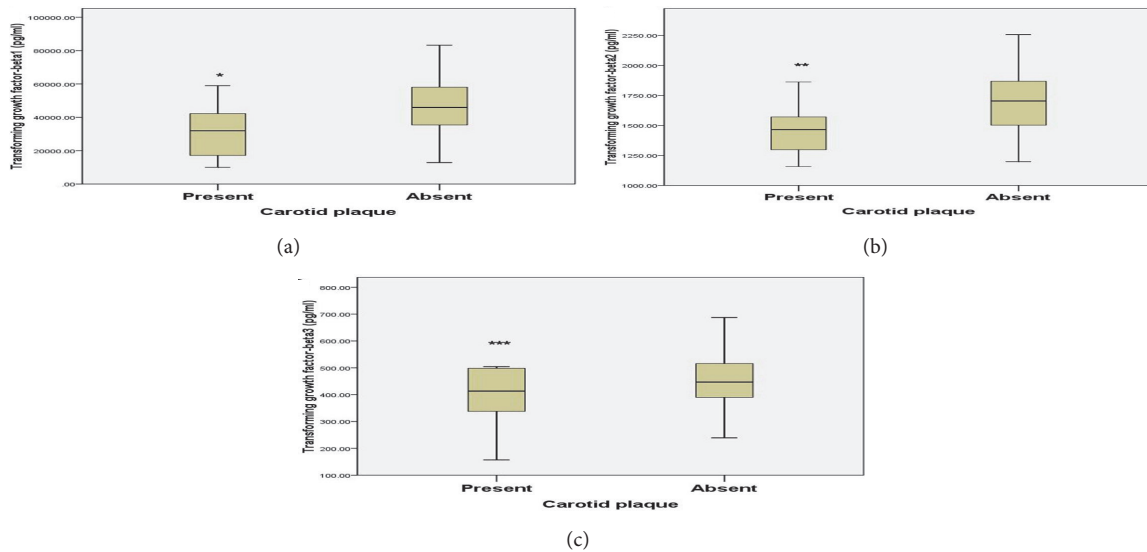 Transforming growth factor-beta1 (pg/ml)
100000.00
80000.00
60000.00
40000.00
20000.00
.00
*
Present
Absent
Carotid plaque
(a)
Transforming growth factor-beta2 (pg/ml)
2250.00
2000.00
1750.00
1500.00
1250.00
1000.00
**
Present
Absent
Carotid plaque
(b)
Transforming growth factor-beta3 (pg/ml)
800.00
700.00
600.00
500.00
400.00
300.00
200.00
100.00
***
Present
Absent
Carotid plaque
(c)